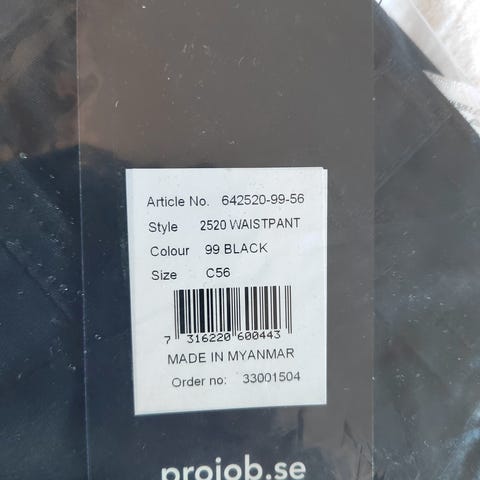 Article No. 642520-99-56
Style 2520 WAISTPANT
Colour 99 BLACK
Size C56
7 316220 600443
MADE IN MYANMAR
Order no: 33001504
projob.se